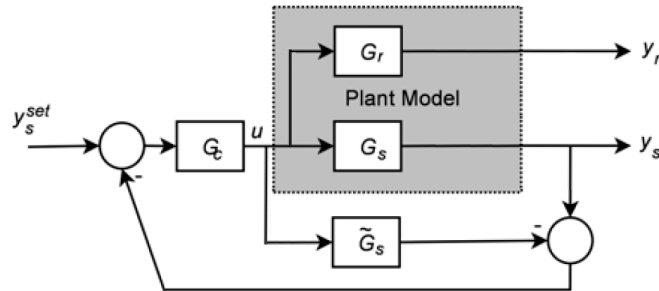 G_r
y_r
Plant Model
y_s^{set}
G_c
u
G_s
y_s
-
G̃_s
-